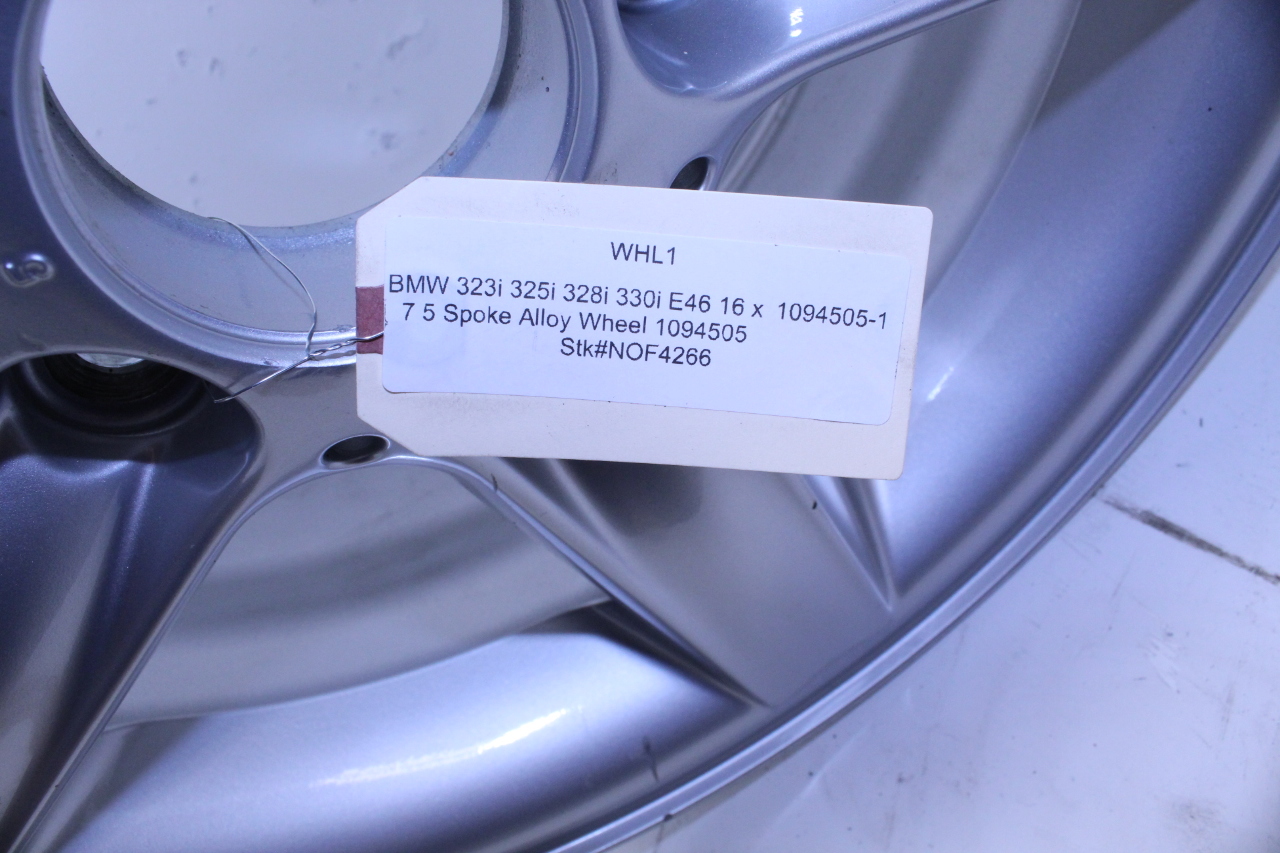 WHL1
BMW 323i 325i 328i 330i E46 16 x 1094505-1
7 5 Spoke Alloy Wheel 1094505
Stk#NOF4266